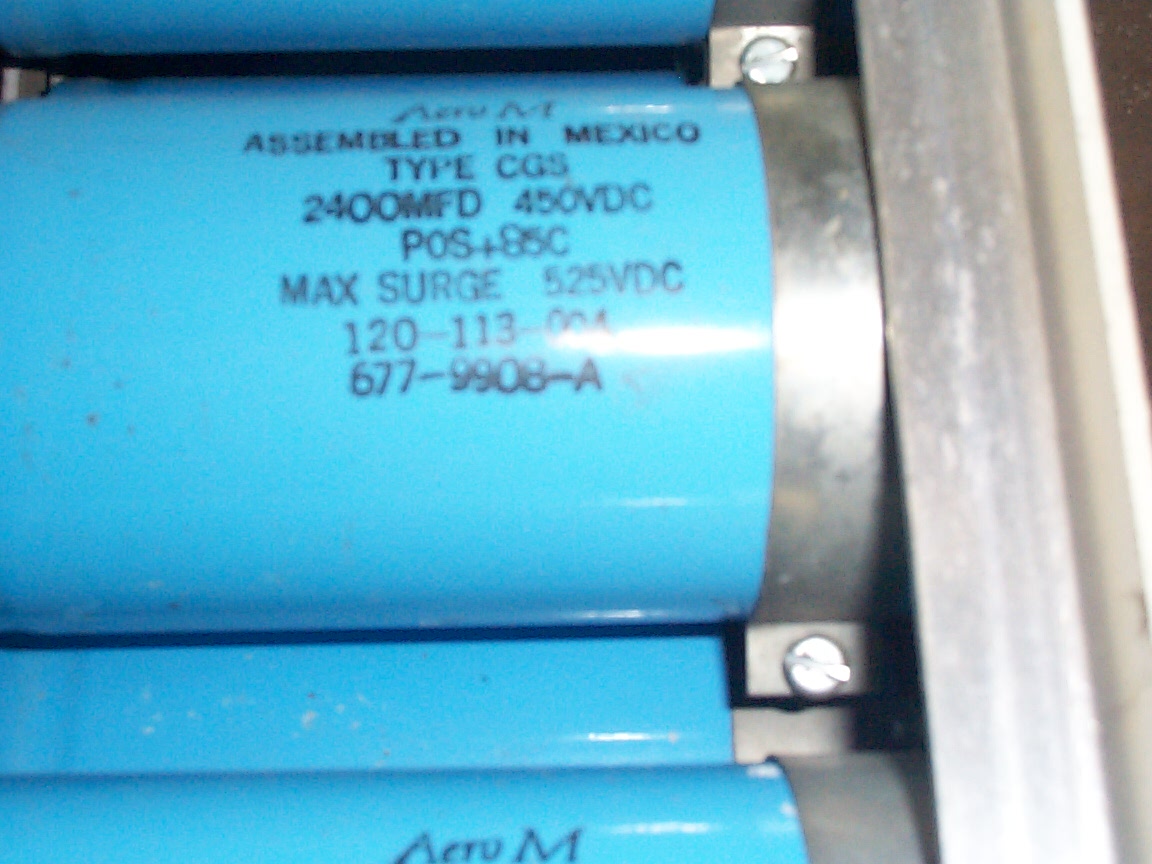 Aero M
ASSEMBLED IN MEXICO
TYPE CGS
2400MFD 450VDC
POS+85C
MAX SURGE 525VDC
120-113-004
677-9908-A
Aero M